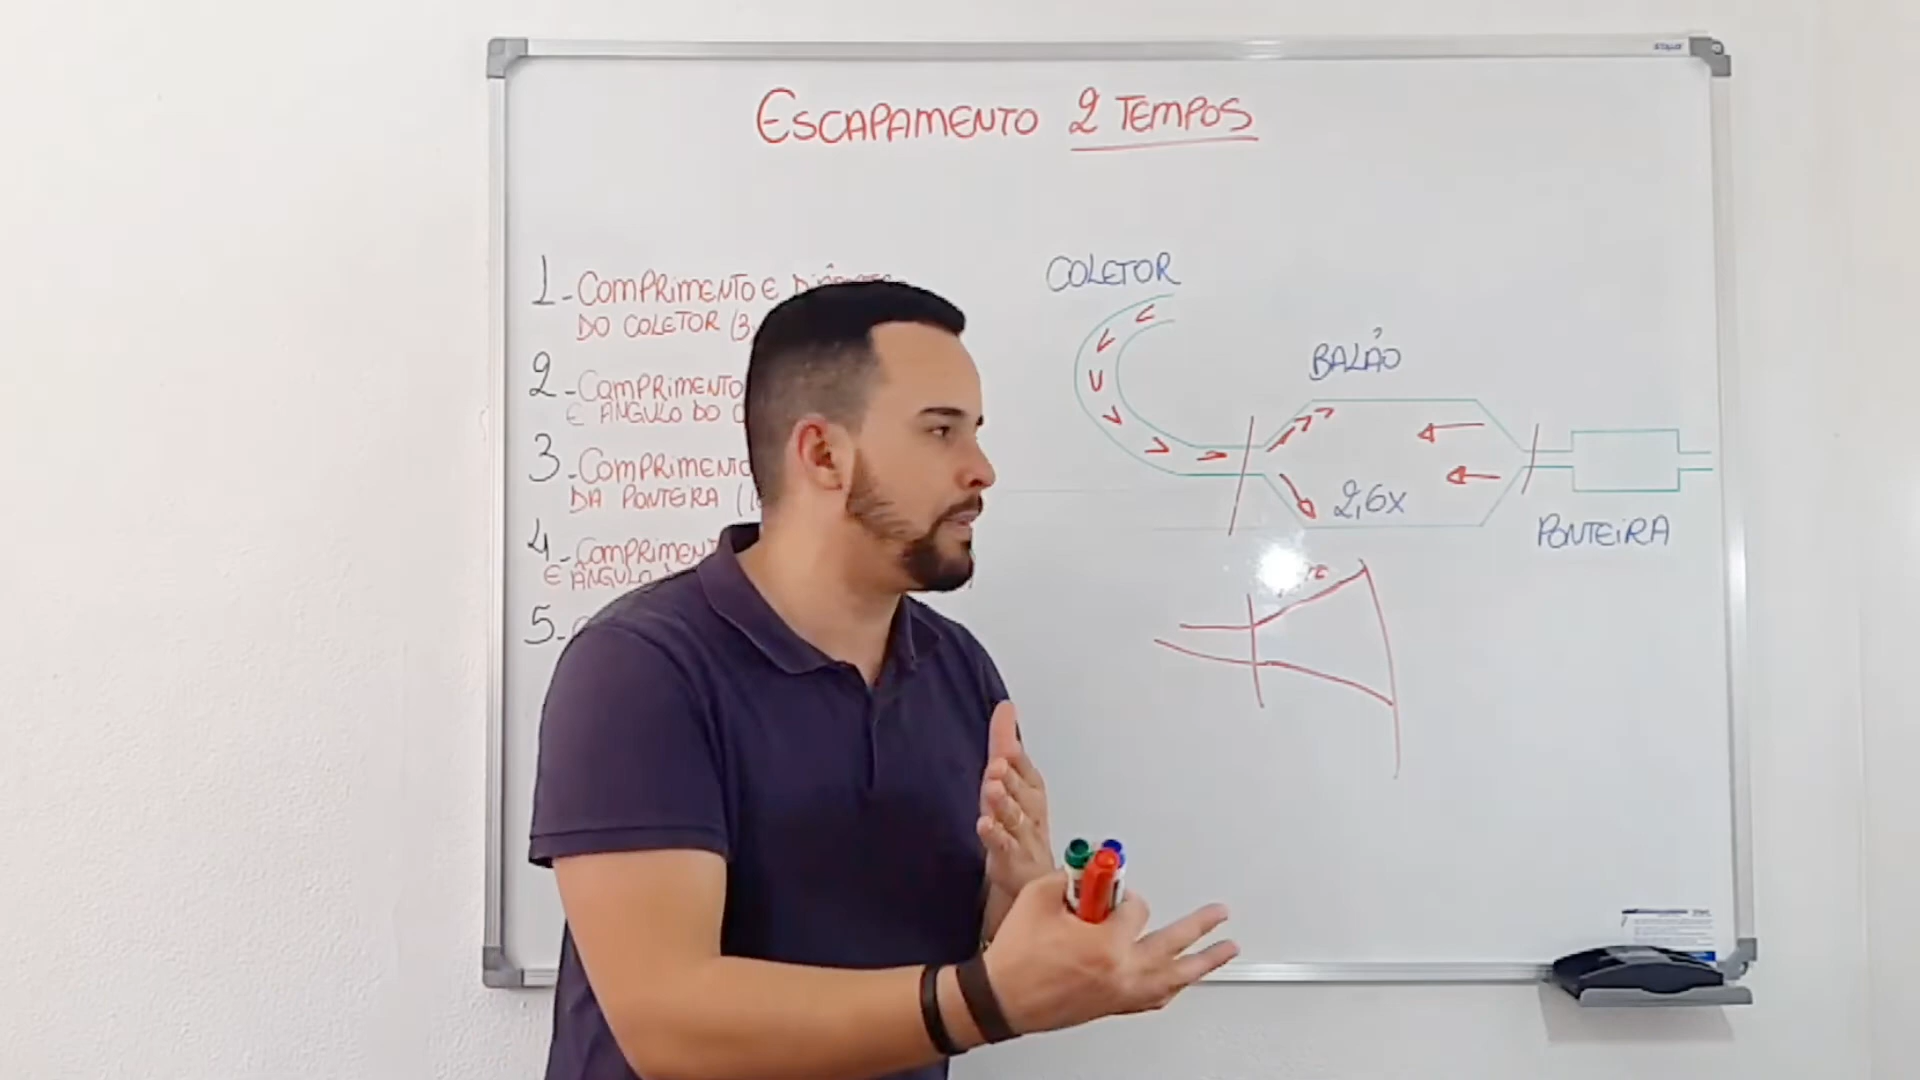 ESCAPAMENTO 2 TEMPOS
1 - COMPRIMENTO E
DO COLETOR (3,
2 - COMPRIMENTO
E ÂNGULO DO
3 - COMPRIMENTO
DA PONTEIRA
4 - COMPRIMENT
E ÂNGULO
5 -
COLETOR
BALÃO
2,6X
PONTEIRA